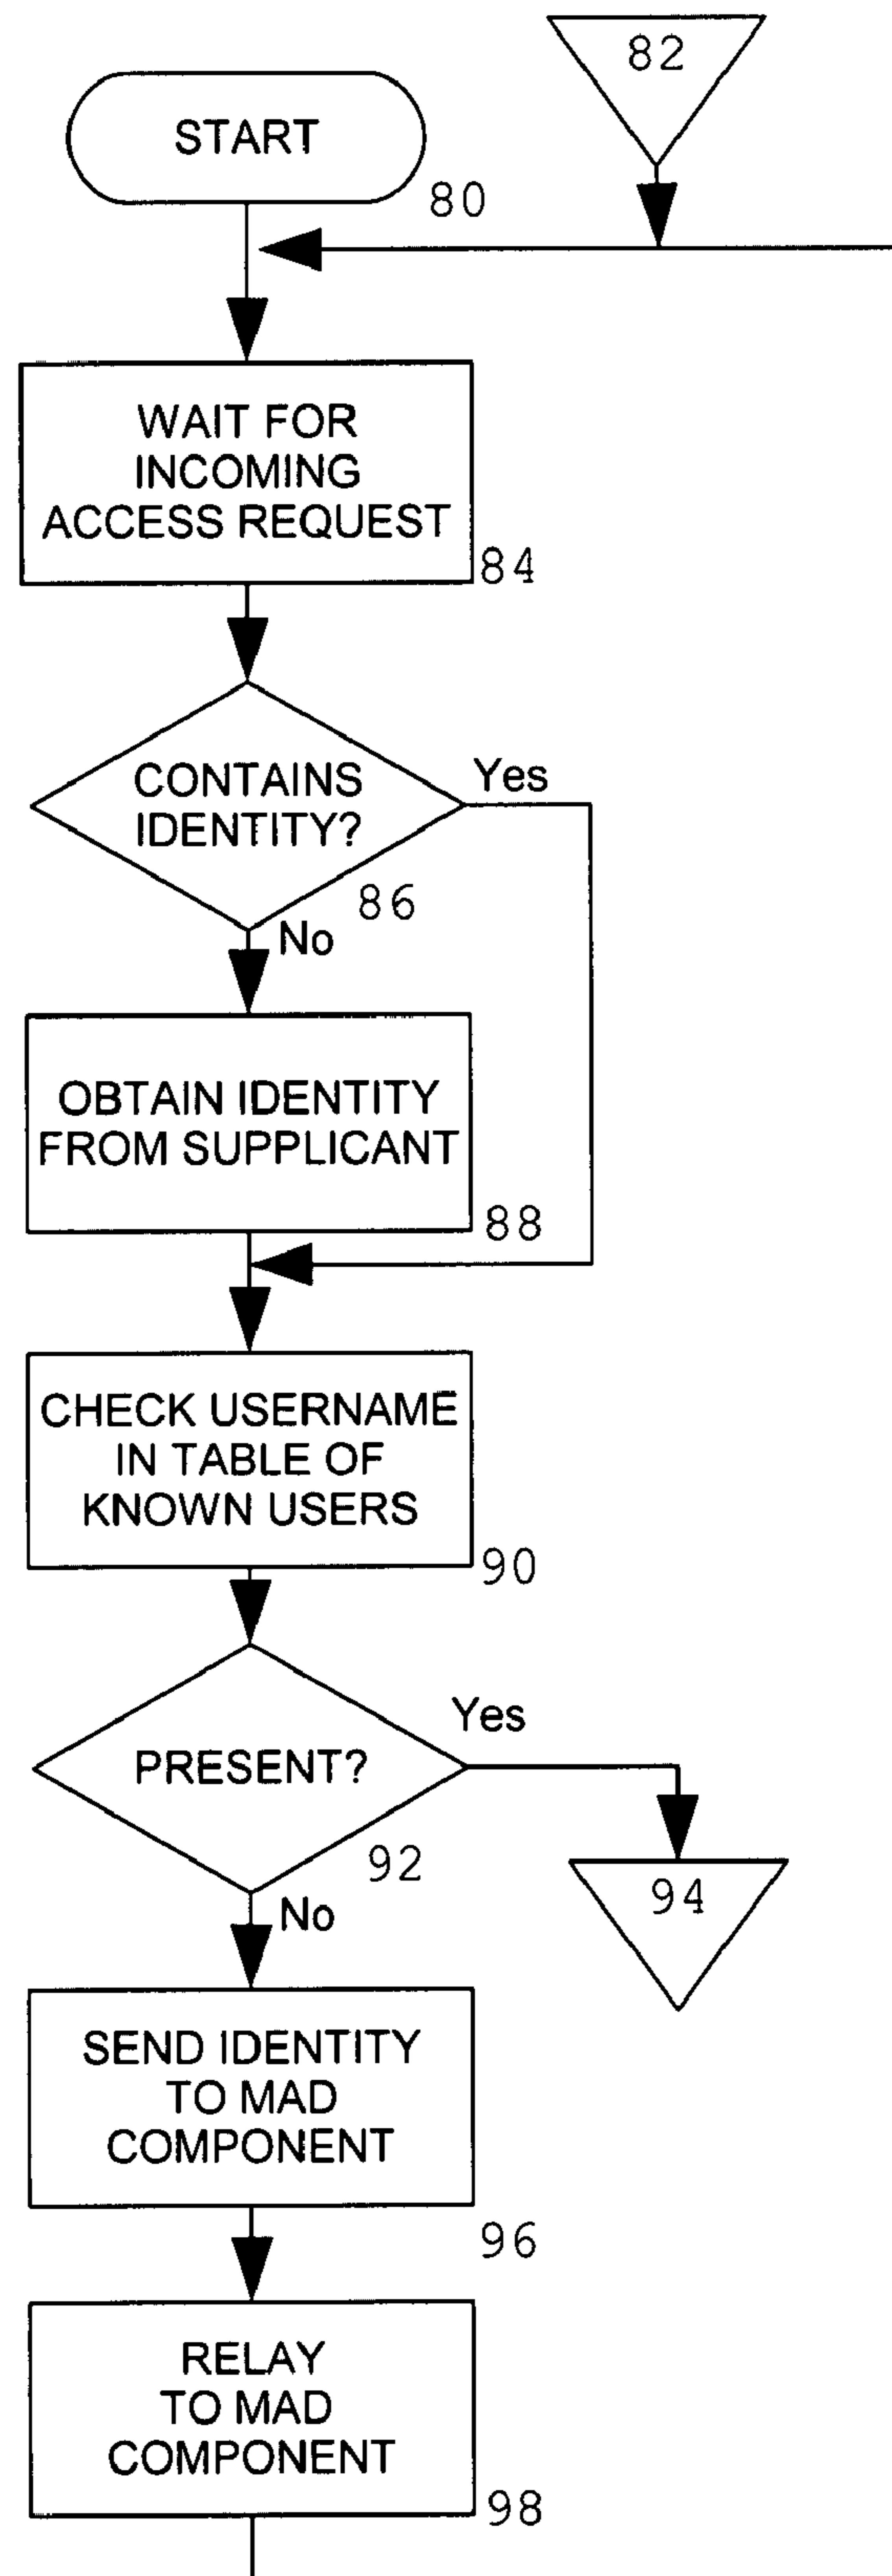 82
START
80
WAIT FOR
INCOMING
ACCESS REQUEST
84
CONTAINS
IDENTITY?
Yes
86
No
OBTAIN IDENTITY
FROM SUPPLICANT
88
CHECK USERNAME
IN TABLE OF
KNOWN USERS
90
Yes
PRESENT?
92
94
No
SEND IDENTITY
TO MAD
COMPONENT
96
RELAY
TO MAD
COMPONENT
98